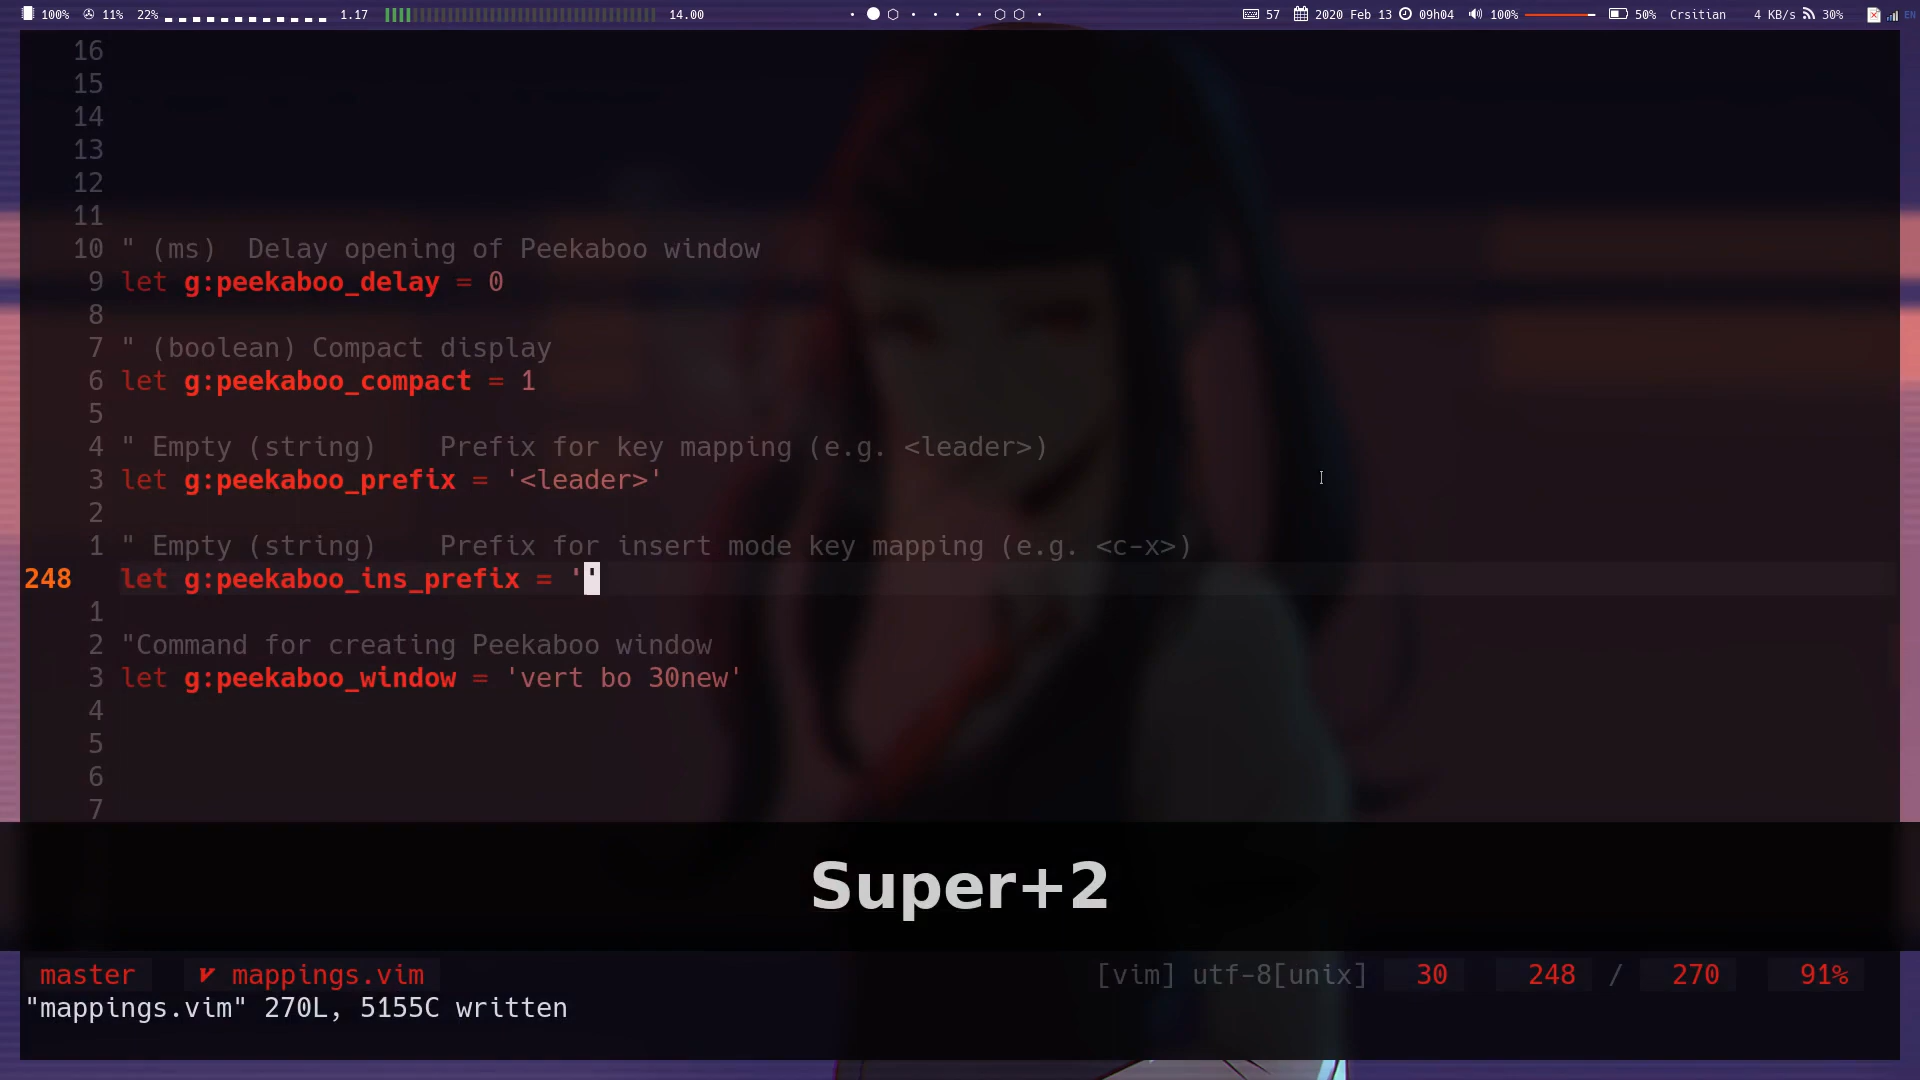 100% 11% 22% 1.17 14.00 57 2020 Feb 13 09h04 100% 50% Crsitian 4 KB/s 30% EN
16
15
14
13
12
11
10 " (ms)  Delay opening of Peekaboo window
9 let g:peekaboo_delay = 0
8
7 " (boolean) Compact display
6 let g:peekaboo_compact = 1
5
4 " Empty (string)    Prefix for key mapping (e.g. <leader>)
3 let g:peekaboo_prefix = '<leader>'
2
1 " Empty (string)    Prefix for insert mode key mapping (e.g. <c-x>)
248 let g:peekaboo_ins_prefix = ''
1
2 "Command for creating Peekaboo window
3 let g:peekaboo_window = 'vert bo 30new'
4
5
6
7
Super+2
master mappings.vim [vim] utf-8[unix] 30 248 / 270 91%
"mappings.vim" 270L, 5155C written